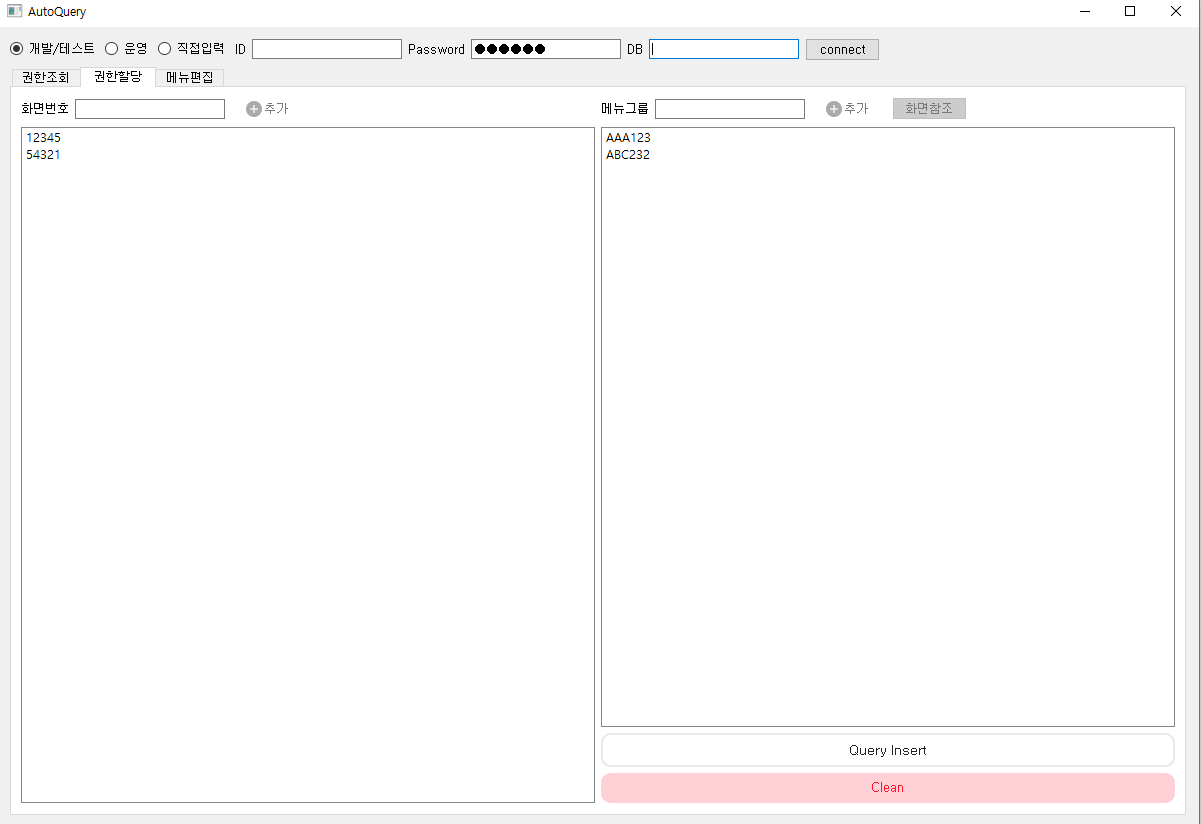 AutoQuery
개발/테스트 운영 직접입력 ID Password ●●●●●● DB connect
권한조회 권한할당 메뉴편집
화면번호 추가 메뉴그룹 추가 화면참조
12345
54321
AAA123
ABC232
Query Insert
Clean